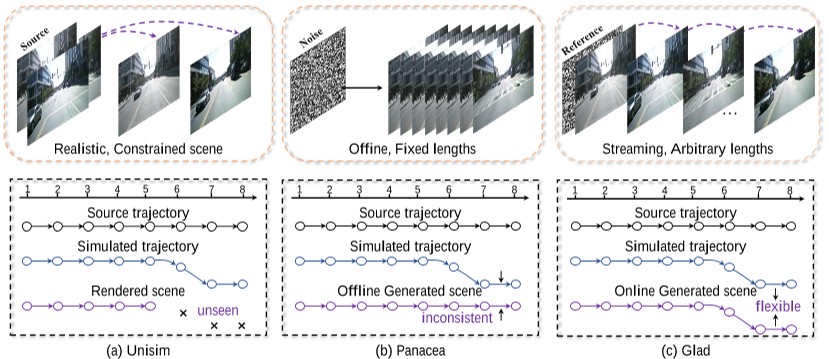 Source
Realistic, Constrained scene
Noise
Offine, Fixed lengths
Reference
...
Streaming, Arbitrary lengths
1 2 3 4 5 6 7 8
Source trajectory
Simulated trajectory
Rendered scene
unseen
(a) Unisim
1 2 3 4 5 6 7 8
Source trajectory
Simulated trajectory
Offline Generated scene
inconsistent
(b) Panacea
1 2 3 4 5 6 7 8
Source trajectory
Simulated trajectory
Online Generated scene
flexible
(c) Glad